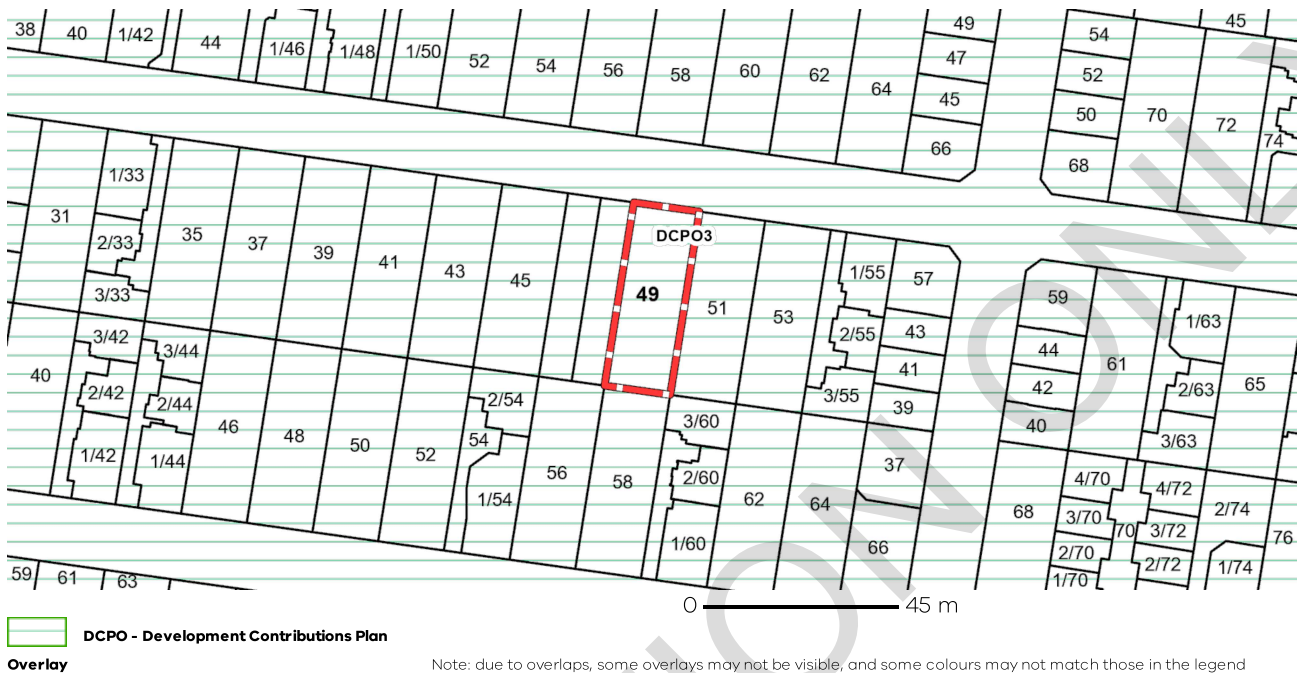 38 40 1/42 44 1/46 1/48 1/50 52 54 56 58 60 62 64 49 54 45
47 52 70 72
45 50 74
66 68
1/33
31 2/33 35 37 39 41 43 45 DCPO3 1/55 57 59 1/63
3/33 49 51 53 2/55 43 44 61 2/63 65
3/42 3/44 3/55 41 42 3/63
40 2/42 2/44 46 48 50 52 2/54 56 58 3/60 39 40
1/42 1/44 54 2/60 62 64 37 68 4/70 4/72 2/74
1/54 1/60 66 3/70 70 3/72 76
2/70 2/72 1/74
59 61 63 1/70
0 45 m
DCPO - Development Contributions Plan
Overlay
Note: due to overlaps, some overlays may not be visible, and some colours may not match those in the legend
ON ONLY